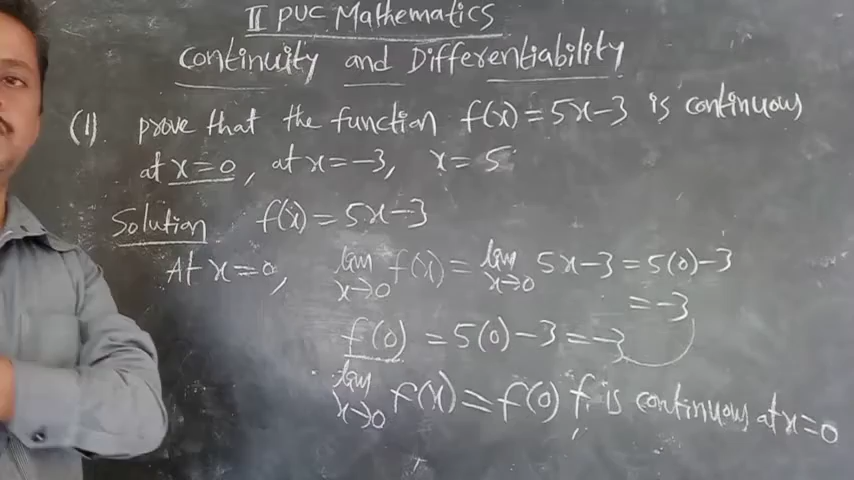 II PUC Mathematics
Continuity and Differentiability
(1). prove that the function f(x) = 5x-3 is continuous
at x=0, at x=-3, x=5
Solution f(x) = 5x-3
At x=0, lim x→0 f(x) = lim x→0 5x-3 = 5(0)-3
= -3
f(0) = 5(0)-3 = -3
lim x→0 f(x) = f(0) f is continuous at x=0